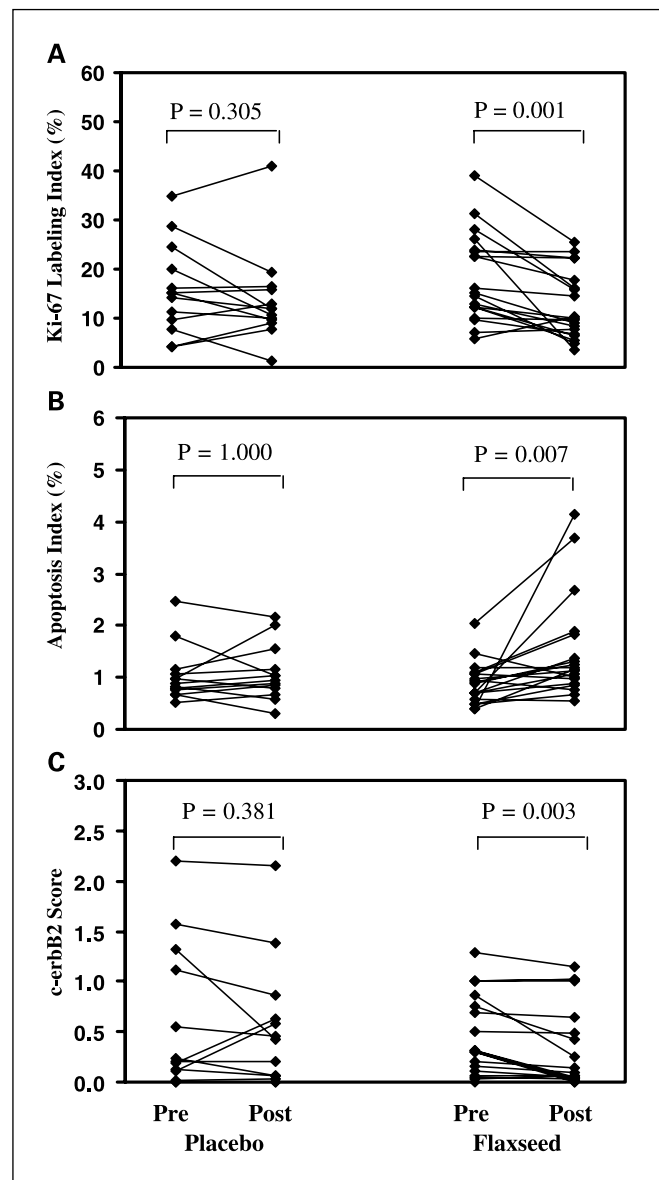 A
60
50
40
30
20
10
0
Ki-67 Labeling Index (%)
P = 0.305
P = 0.001
B
6
5
4
3
2
1
0
Apoptosis Index (%)
P = 1.000
P = 0.007
C
3.0
2.5
2.0
1.5
1.0
0.5
0.0
c-erbB2 Score
P = 0.381
P = 0.003
Pre Post Pre Post
Placebo Flaxseed